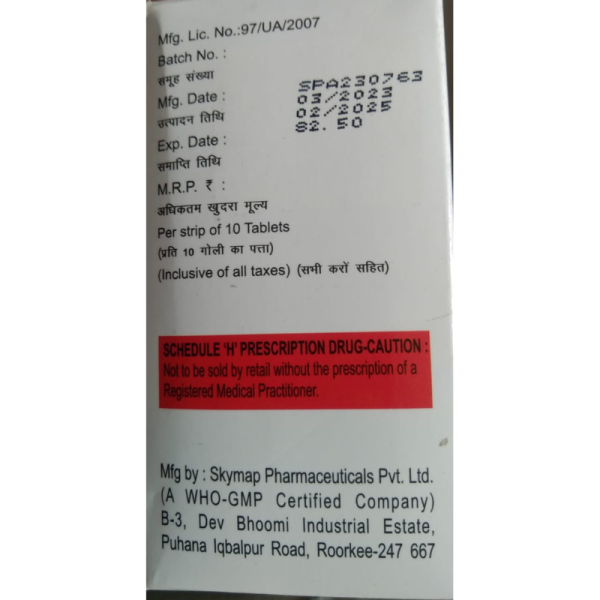 Mfg. Lic. No.:97/UA/2007
Batch No. :
समूह संख्या
SPA230763
Mfg. Date :
03/2023
उत्पादन तिथि
02/2025
Exp. Date :
82.50
समाप्ति तिथि
M.R.P. ₹ :
अधिकतम खुदरा मूल्य
Per strip of 10 Tablets
(प्रति 10 गोली का पत्ता)
(Inclusive of all taxes) (सभी करों सहित)
SCHEDULE 'H' PRESCRIPTION DRUG-CAUTION :
Not to be sold by retail without the prescription of a
Registered Medical Practitioner.
Mfg by : Skymap Pharmaceuticals Pvt. Ltd.
(A WHO-GMP Certified Company)
B-3, Dev Bhoomi Industrial Estate,
Puhana Iqbalpur Road, Roorkee-247 667